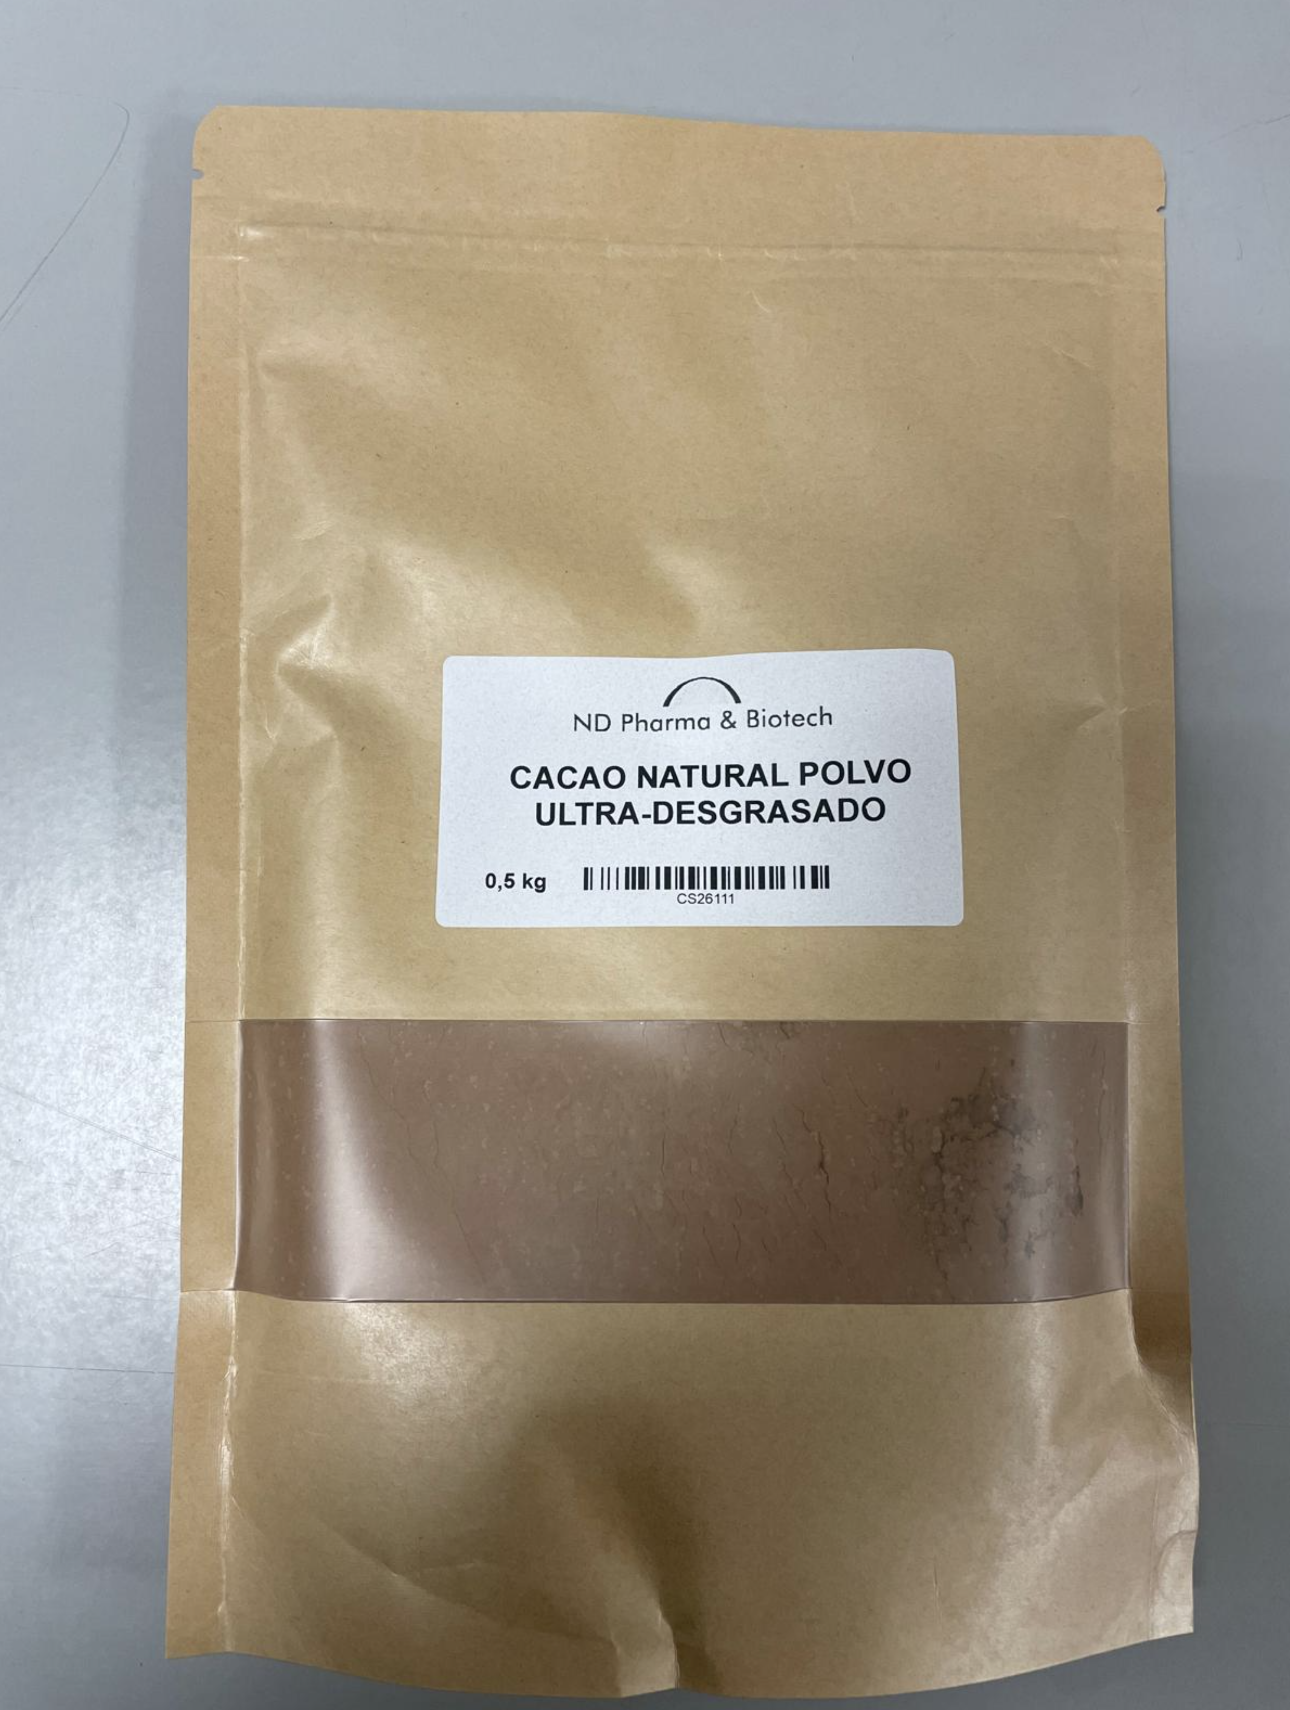 ND Pharma & Biotech
CACAO NATURAL POLVO
ULTRA-DESGRASADO
0,5 kg
CS26111